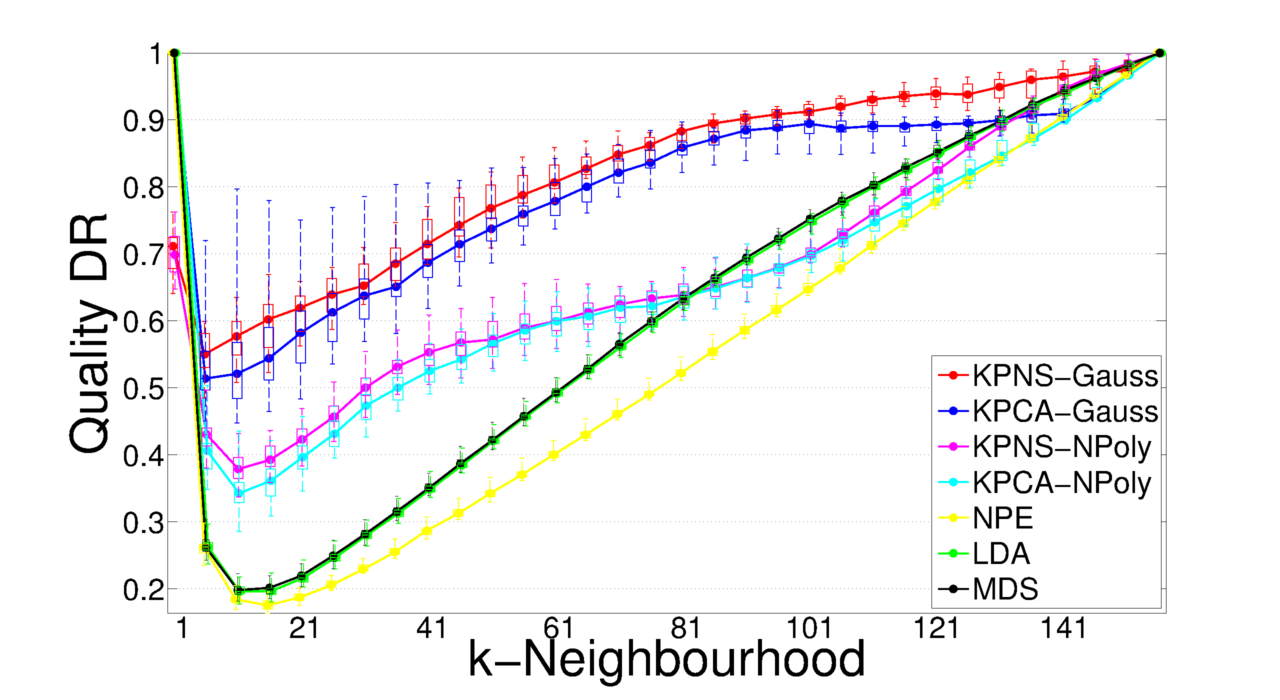 1
0.9
0.8
0.7
0.6
0.5
0.4
0.3
0.2
Quality DR
1 21 41 61 81 101 121 141
k−Neighbourhood
KPNS−Gauss
KPCA−Gauss
KPNS−NPoly
KPCA−NPoly
NPE
LDA
MDS